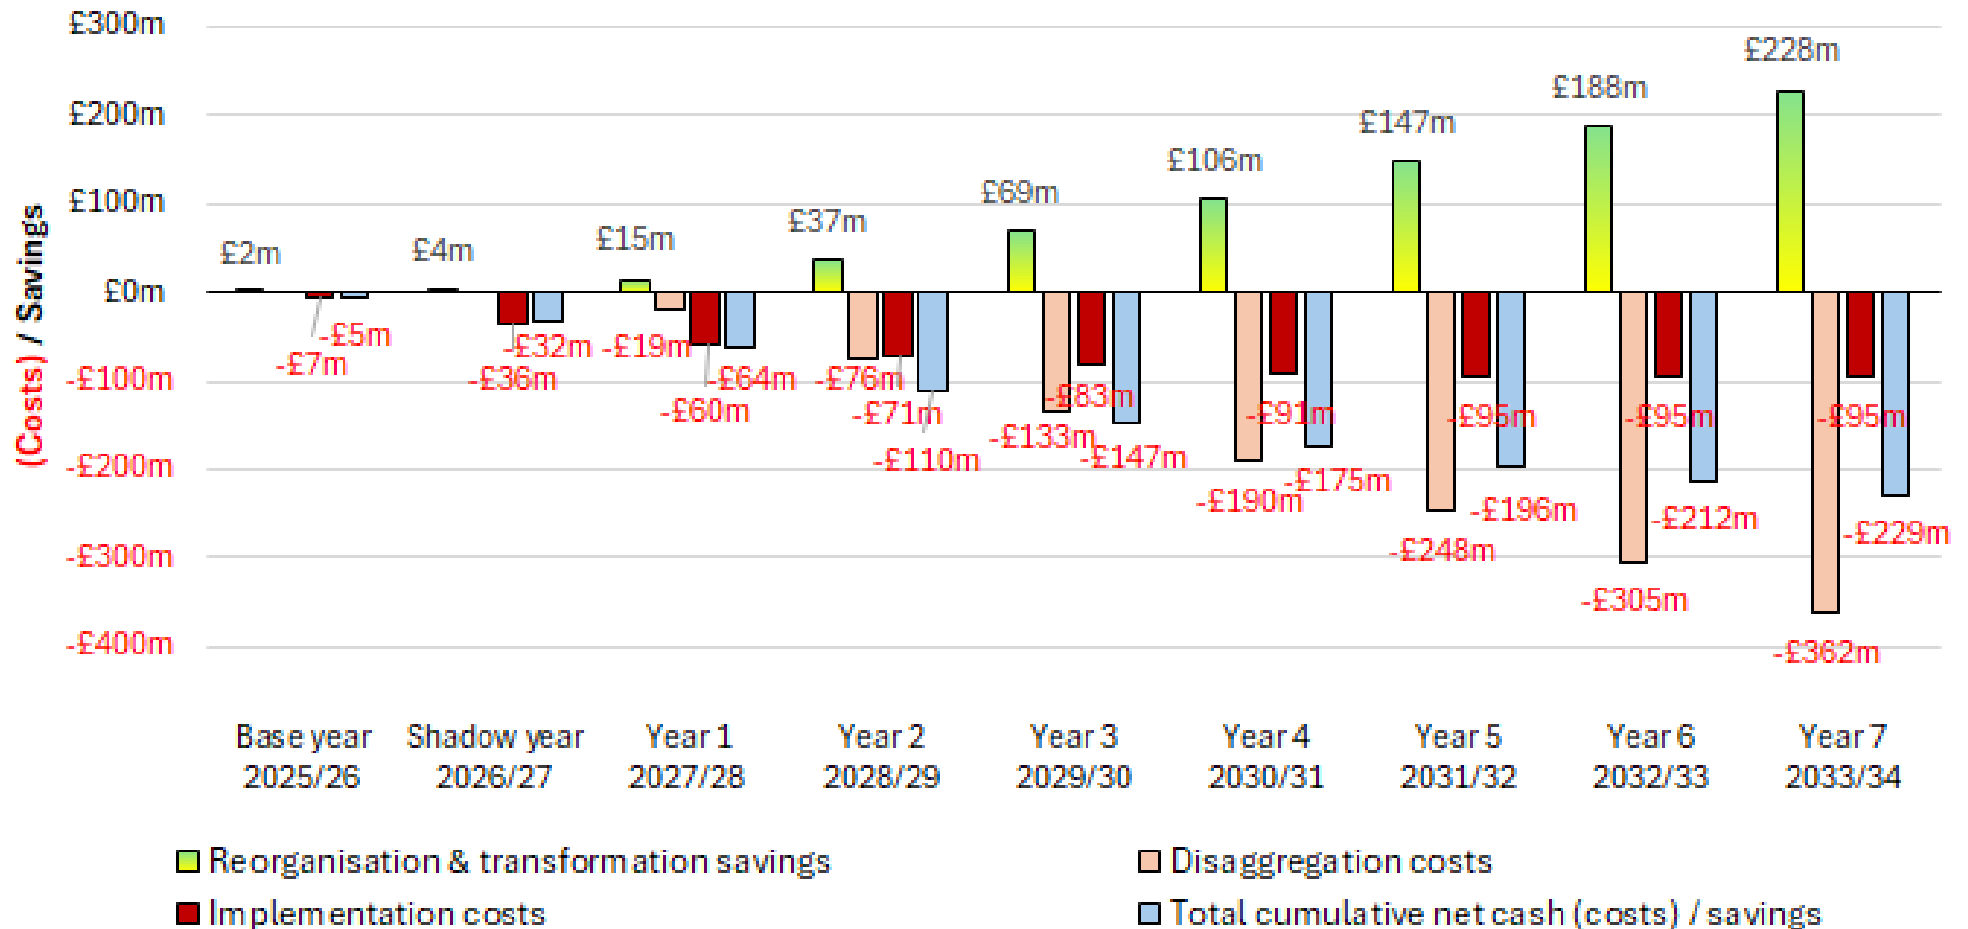 £300m
£200m
£100m
£0m
-£100m
-£200m
-£300m
-£400m
(Costs) / Savings
£2m
-£7m
-£5m
£4m
-£36m
-£32m
£15m
-£19m
-£60m
-£64m
£37m
-£76m
-£71m
-£110m
£69m
-£133m
-£83m
-£147m
£106m
-£190m
-£91m
-£175m
£147m
-£248m
-£95m
-£196m
£188m
-£305m
-£95m
-£212m
£228m
-£362m
-£95m
-£229m
Base year
2025/26
Shadow year
2026/27
Year 1
2027/28
Year 2
2028/29
Year 3
2029/30
Year 4
2030/31
Year 5
2031/32
Year 6
2032/33
Year 7
2033/34
Reorganisation & transformation savings
Disaggregation costs
Implementation costs
Total cumulative net cash (costs) / savings